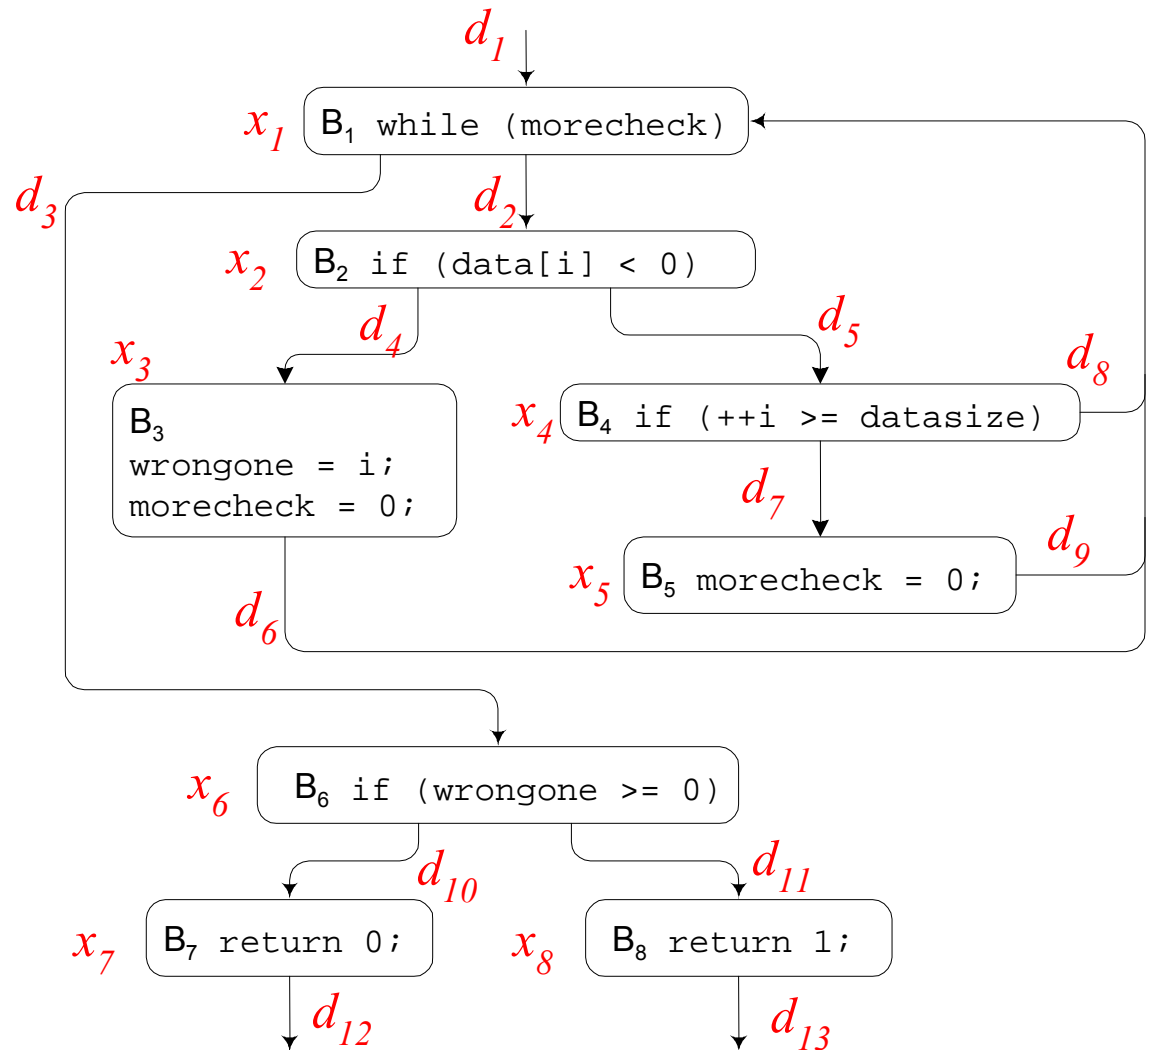 d₁
x₁ B₁ while (morecheck)
d₃ d₂
x₂ B₂ if (data[i] < 0)
d₄ d₅
x₃ d₈
B₃
wrongone = i;
morecheck = 0;
x₄ B₄ if (++i >= datasize)
d₇ d₉
x₅ B₅ morecheck = 0;
d₆
x₆ B₆ if (wrongone >= 0)
d₁₀ d₁₁
x₇ B₇ return 0;
x₈ B₈ return 1;
d₁₂ d₁₃